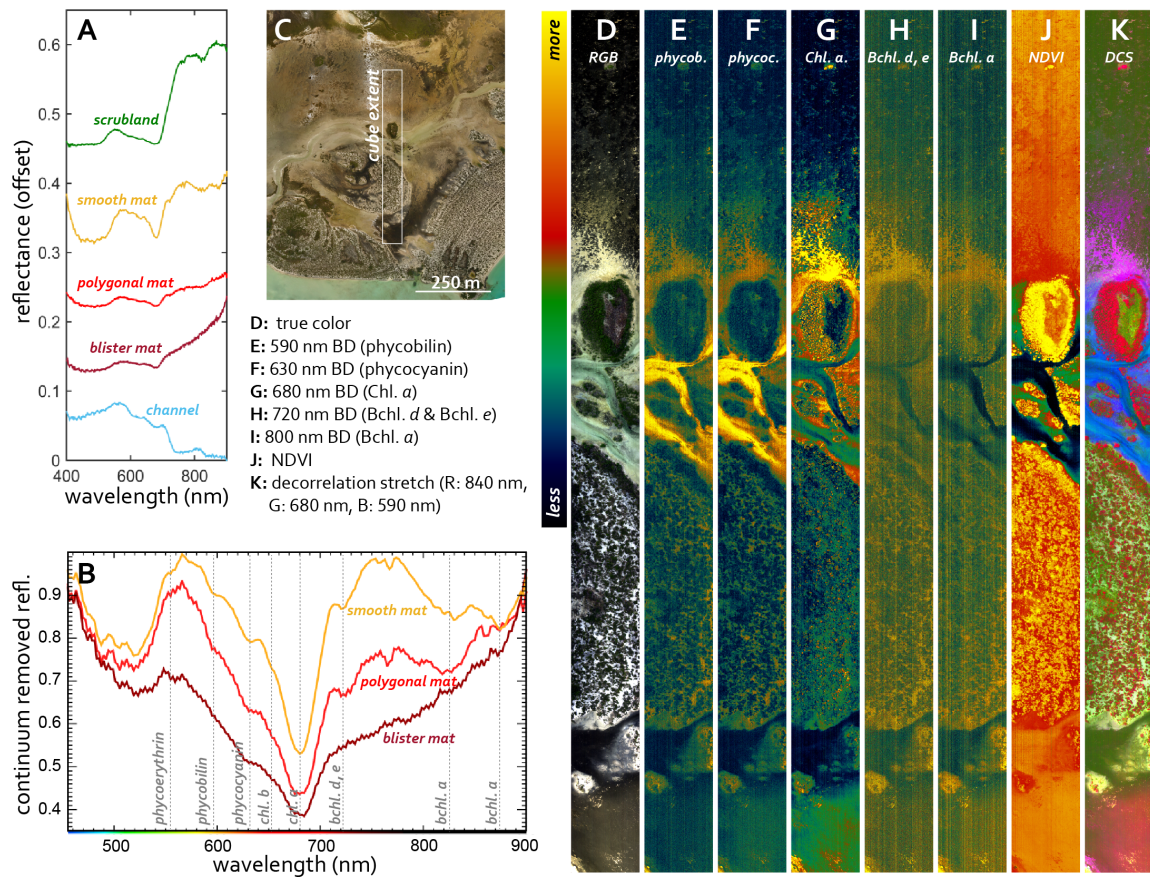 A
0.6
0.5
0.4
0.3
0.2
0.1
0
reflectance (offset)
scrubland
smooth mat
polygonal mat
blister mat
channel
400
600
800
wavelength (nm)
C
cube extent
250 m
D: true color
E: 590 nm BD (phycobilin)
F: 630 nm BD (phycocyanin)
G: 680 nm BD (Chl. a)
H: 720 nm BD (Bchl. d & Bchl. e)
I: 800 nm BD (Bchl. a)
J: NDVI
K: decorrelation stretch (R: 840 nm,
G: 680 nm, B: 590 nm)
B
0.9
0.8
0.7
0.6
0.5
0.4
continuum removed refl.
smooth mat
polygonal mat
blister mat
phycoerythrin
phycobilin
phycocyanin
chl. b
chl. a
bchl. d, e
bchl. a
bchl. a
500
600
700
800
900
wavelength (nm)
more
less
D
RGB
E
phycob.
F
phycoc.
G
Chl. a.
H
Bchl. d, e
I
Bchl. a
J
NDVI
K
DCS